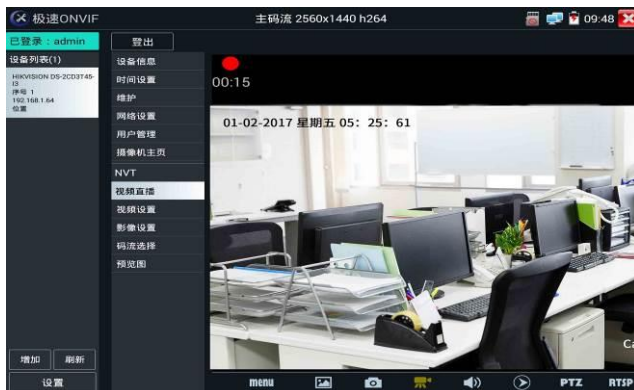 极速ONVIF
主码流 2560x1440 h264
09:48
已登录：admin
登出
设备列表(1)
HIKVISION DS-2CD3T45-
I3
序号 1
192.168.1.64
位置
设备信息
时间设置
维护
网络设置
用户管理
摄像机主页
NVT
视频直播
视频设置
影像设置
码流选择
预览图
00:15
01-02-2017 星期五 05: 25: 61
Ca
增加
刷新
设置
menu
PTZ
RTSP